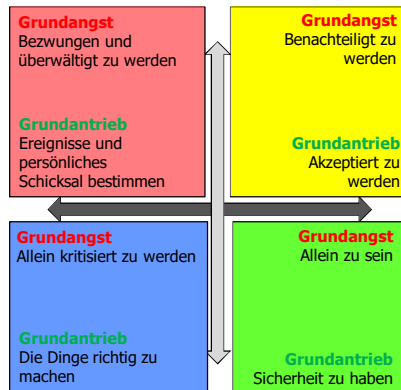 Grundangst
Bezwungen und
überwältigt zu werden
Grundantrieb
Ereignisse und
persönliches
Schicksal bestimmen
Grundangst
Benachteiligt zu
werden
Grundantrieb
Akzeptiert zu
werden
Grundangst
Allein kritisiert zu werden
Grundantrieb
Die Dinge richtig zu
machen
Grundangst
Allein zu sein
Grundantrieb
Sicherheit zu haben